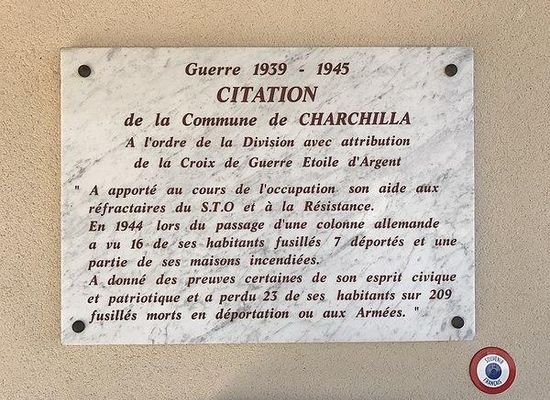 Guerre 1939 - 1945
CITATION
de la Commune de CHARCHILLA
A l'ordre de la Division avec attribution
de la Croix de Guerre Etoile d'Argent
" A apporté au cours de l'occupation son aide aux
réfractaires du S.T.O et à la Résistance.
En 1944 lors du passage d'une colonne allemande
a vu 16 de ses habitants fusillés 7 déportés et une
partie de ses maisons incendiées.
A donné des preuves certaines de son esprit civique
et patriotique et a perdu 23 de ses habitants sur 209
fusillés morts en déportation ou aux Armées. "
SOUVENIR
FRANÇAIS